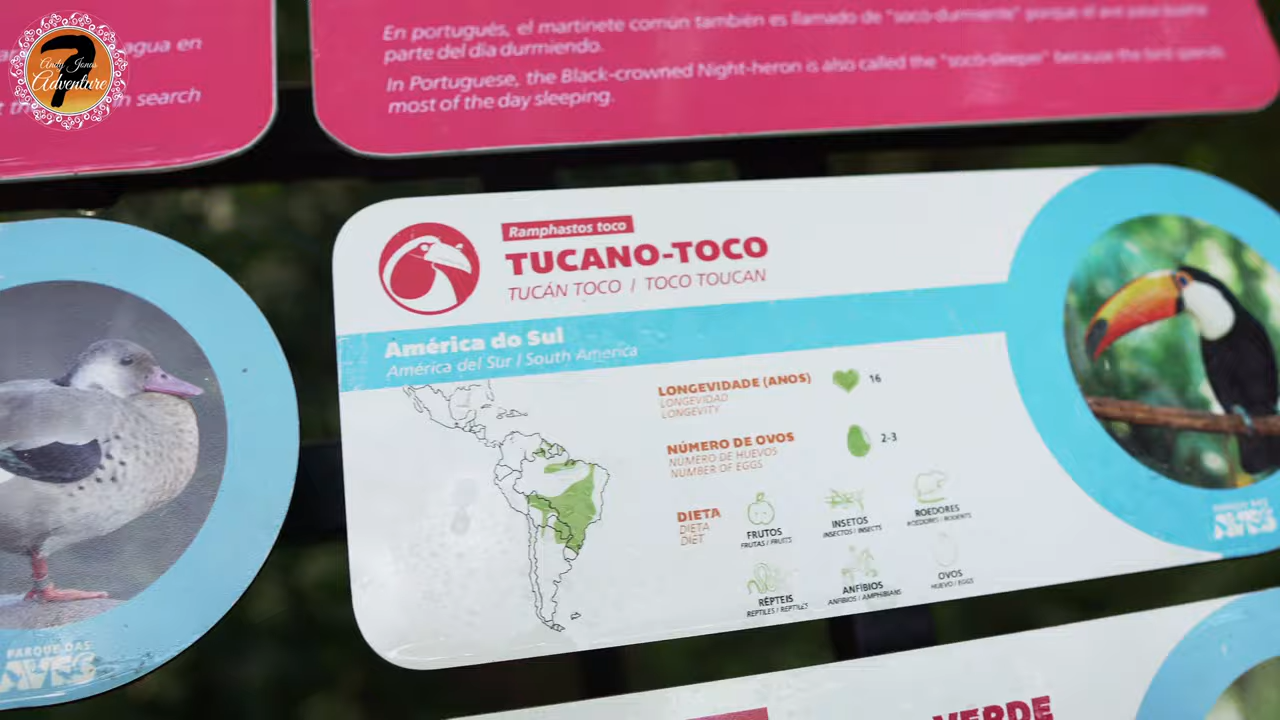 Andy Jonas
Adventure
agua en
in search
En portugués, el martinete común también es llamado de "socó-durmiente" porque el ave pasa buena
parte del día durmiendo.
In Portuguese, the Black-crowned Night-heron is also called the "socó-sleeper" because the bird spends
most of the day sleeping.
Ramphastos toco
TUCANO-TOCO
TUCÁN TOCO / TOCO TOUCAN
América do Sul
América del Sur / South America
LONGEVIDADE (ANOS)
LONGEVIDAD
LONGEVITY
16
NÚMERO DE OVOS
NÚMERO DE HUEVOS
NUMBER OF EGGS
2-3
DIETA
DIETA
DIET
FRUTOS
FRUTAS / FRUITS
INSETOS
INSECTOS / INSECTS
ROEDORES
ROEDORES / RODENTS
RÉPTEIS
REPTILES / REPTILES
ANFÍBIOS
ANFIBIOS / AMPHIBIANS
OVOS
HUEVO / EGGS
PARQUE DAS
AVES
PARQUE DAS
AVES
VERDE